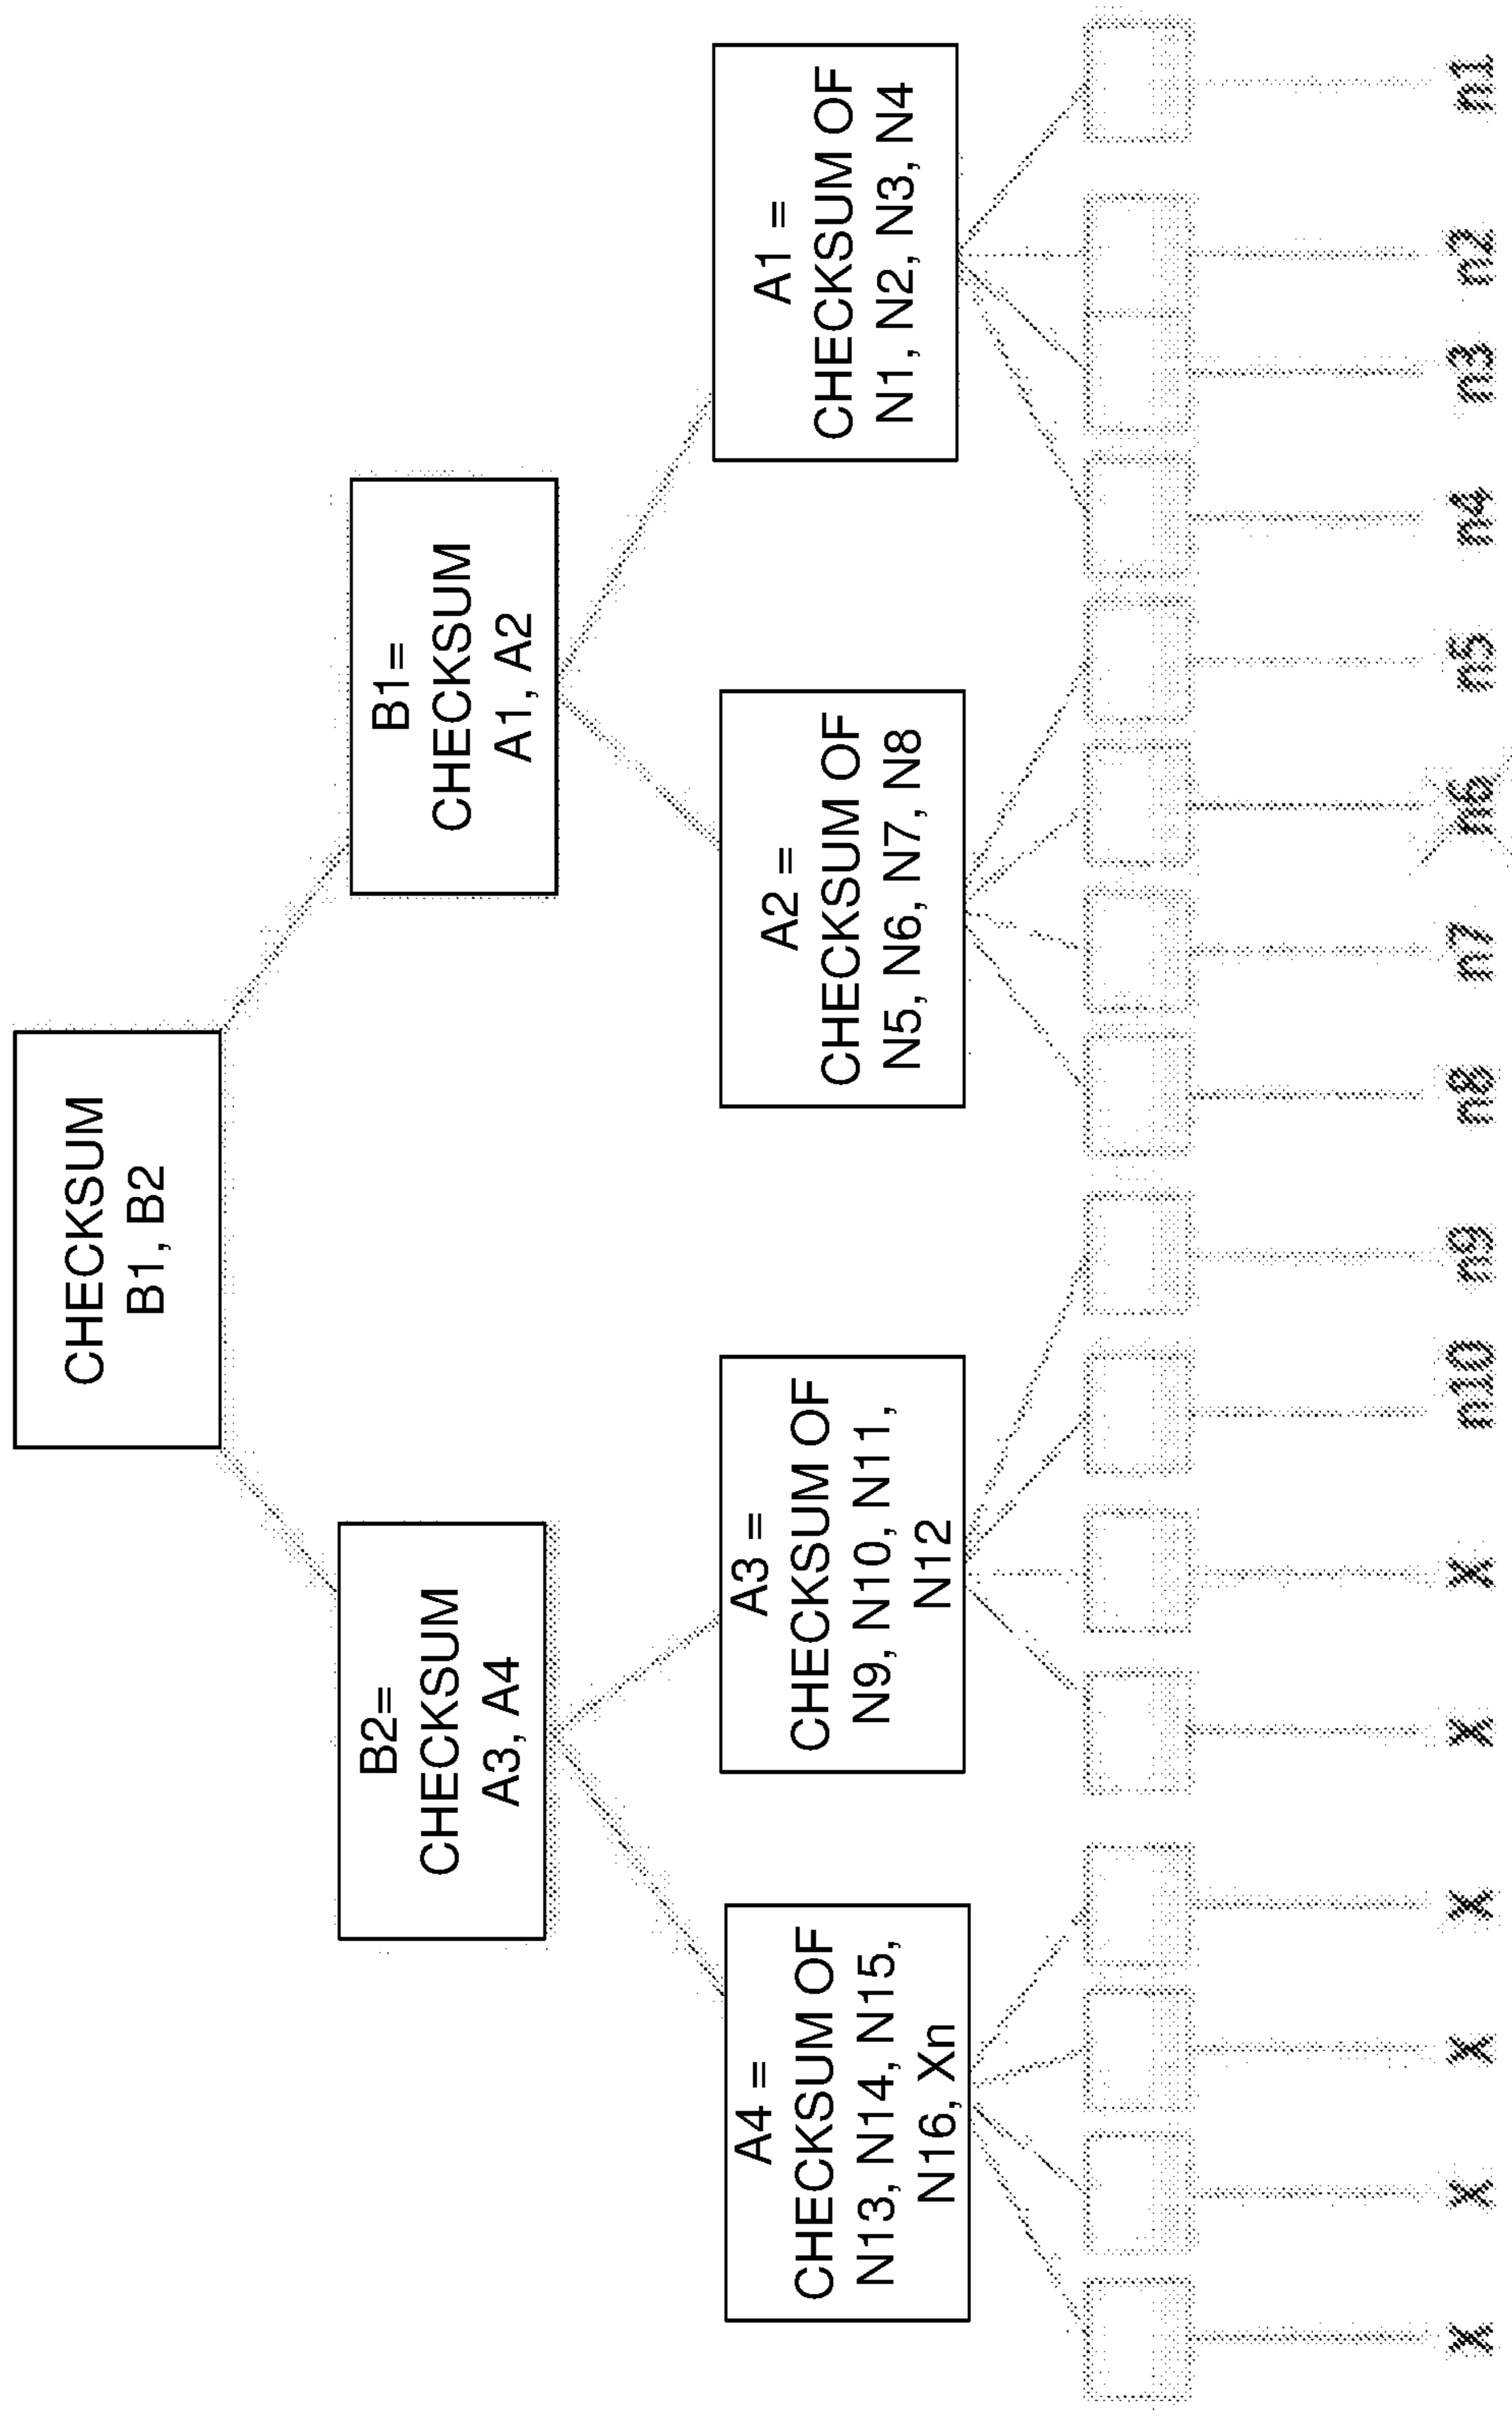 CHECKSUM
B1, B2
B2=
CHECKSUM
A3, A4
B1=
CHECKSUM
A1, A2
A4 =
CHECKSUM OF
N13, N14, N15,
N16, Xn
A3 =
CHECKSUM OF
N9, N10, N11,
N12
A2 =
CHECKSUM OF
N5, N6, N7, N8
A1 =
CHECKSUM OF
N1, N2, N3, N4
x x x x x x n10 n9 n8 n7 n6 n5 n4 n3 n2 n1